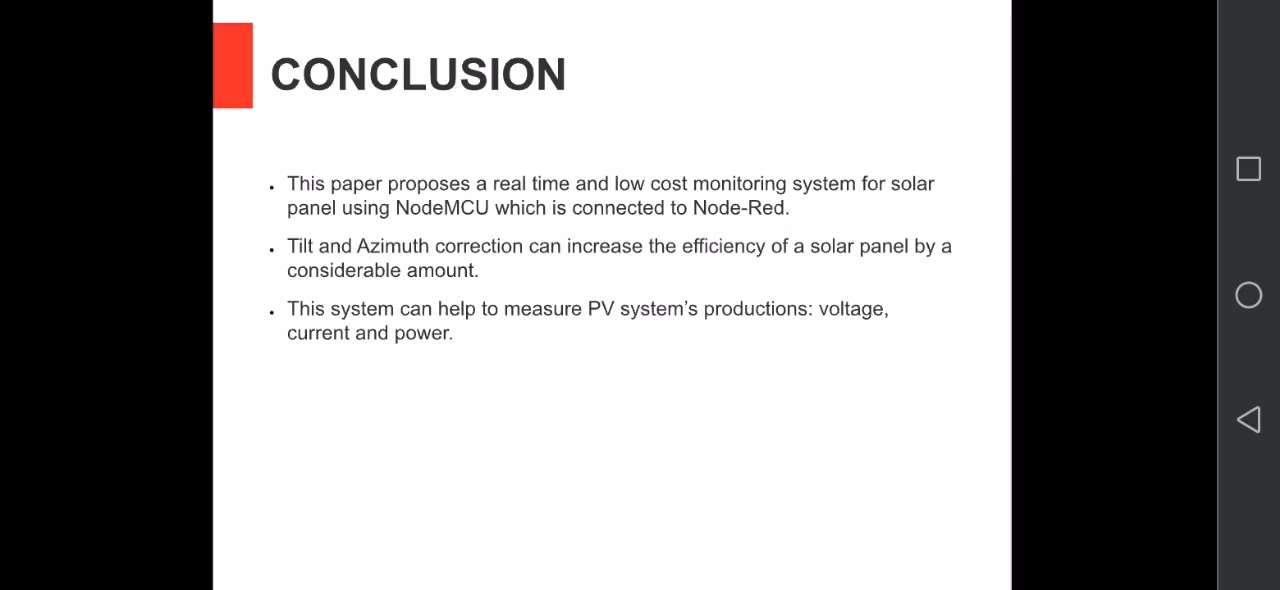 CONCLUSION
• This paper proposes a real time and low cost monitoring system for solar
panel using NodeMCU which is connected to Node-Red.
• Tilt and Azimuth correction can increase the efficiency of a solar panel by a
considerable amount.
• This system can help to measure PV system’s productions: voltage,
current and power.